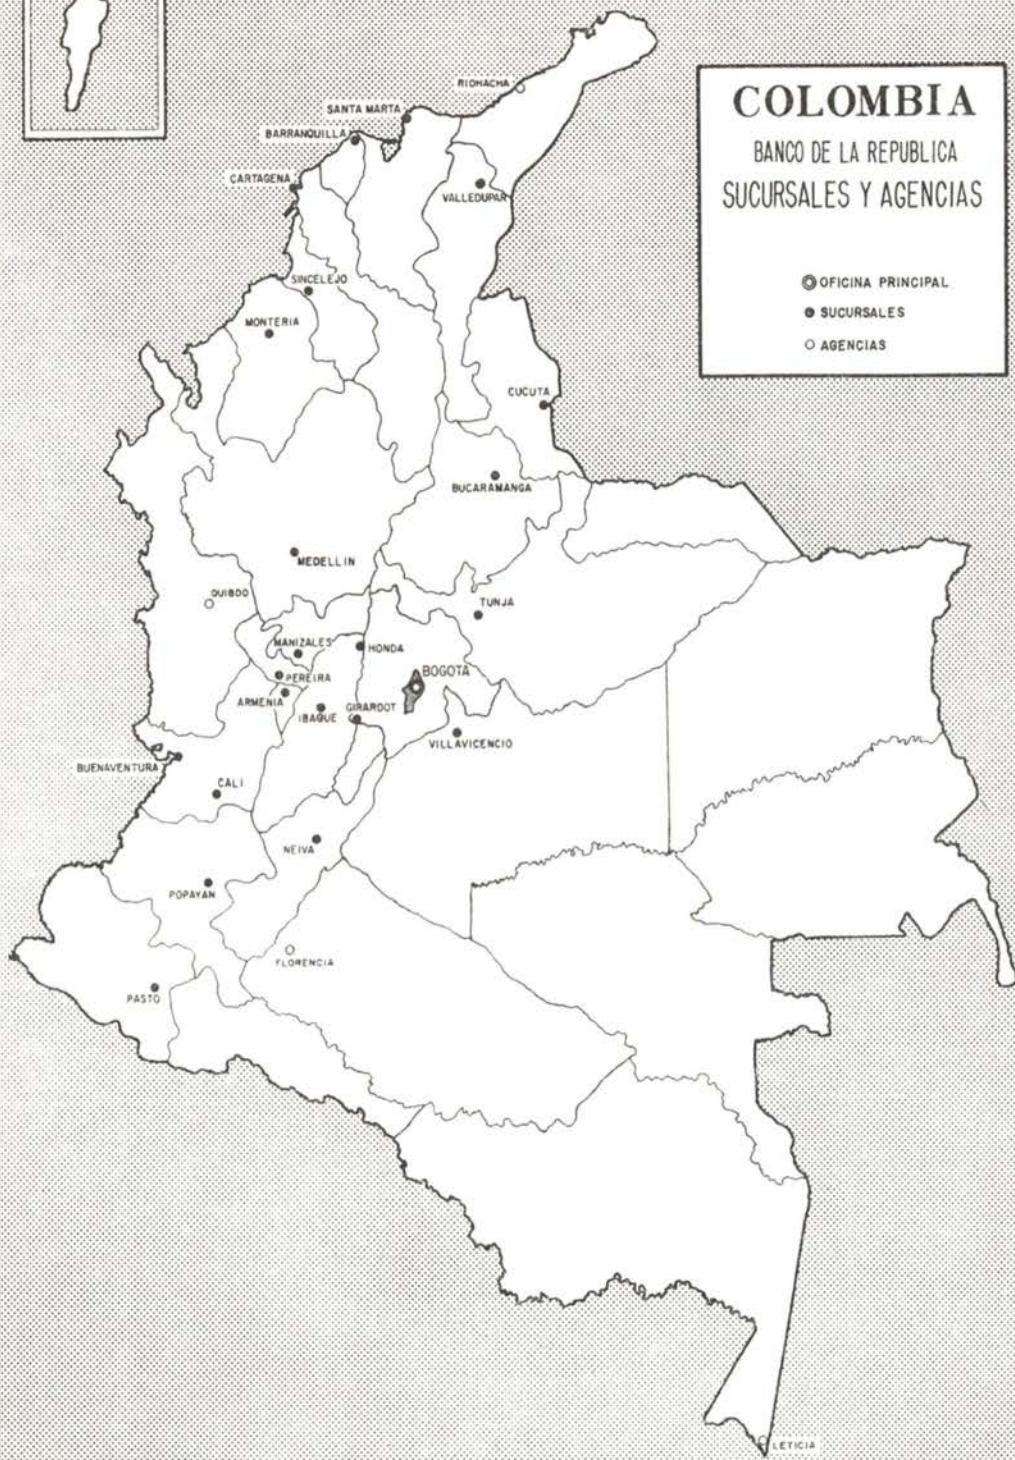 RIOHACHA
SANTA MARTA
BARRANQUILLA
CARTAGENA
VALLEDUPAR
COLOMBIA
BANCO DE LA REPUBLICA
SUCURSALES Y AGENCIAS
OFICINA PRINCIPAL
SUCURSALES
AGENCIAS
SINCELEJO
MONTERIA
CUCUTA
BUCARAMANGA
MEDELLIN
QUIBDO
TUNJA
MANIZALES
HONDA
PEREIRA
BOGOTA
ARMENIA
IBAGUE
GIRARDOT
VILLAVICENCIO
BUENAVENTURA
CALI
NEIVA
POPAYAN
FLORENCIA
PASTO
LETICIA